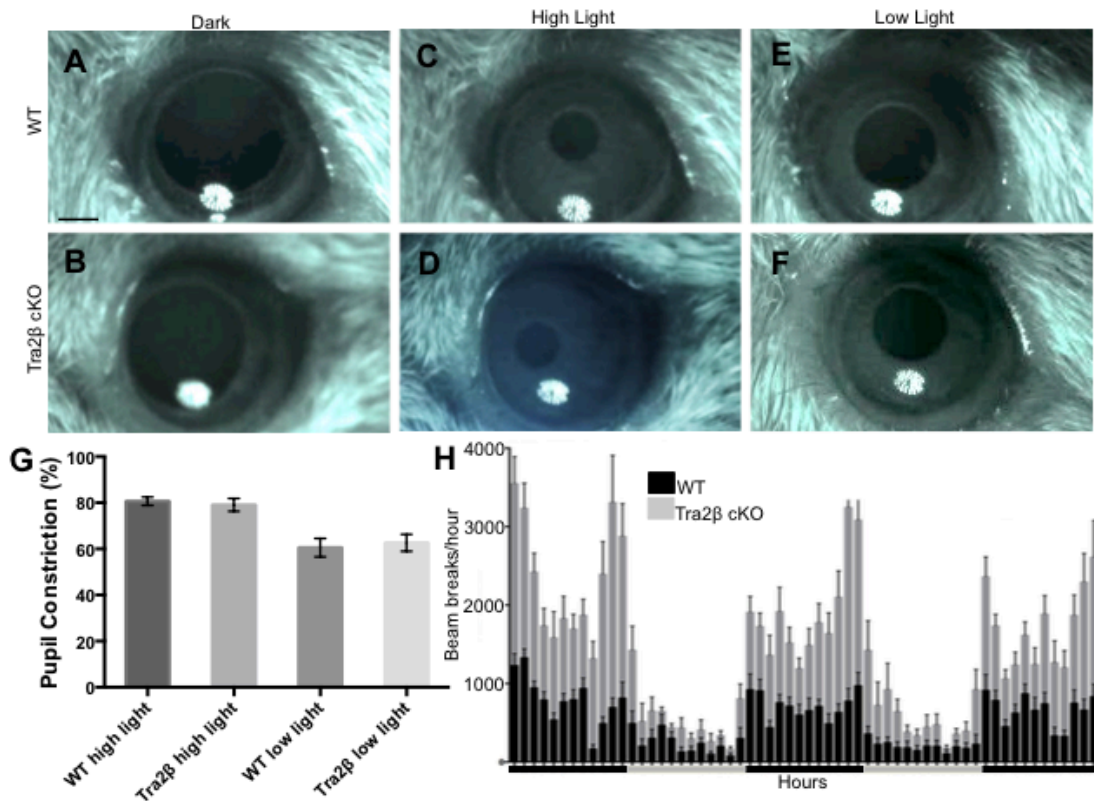 Dark
High Light
Low Light
WT
A
C
E
Tra2β cKO
B
D
F
G
Pupil Constriction (%)
100
80
60
40
20
0
WT high light
Tra2β high light
WT low light
Tra2β low light
H
Beam breaks/hour
4000
3000
2000
1000
0
WT
Tra2β cKO
Hours